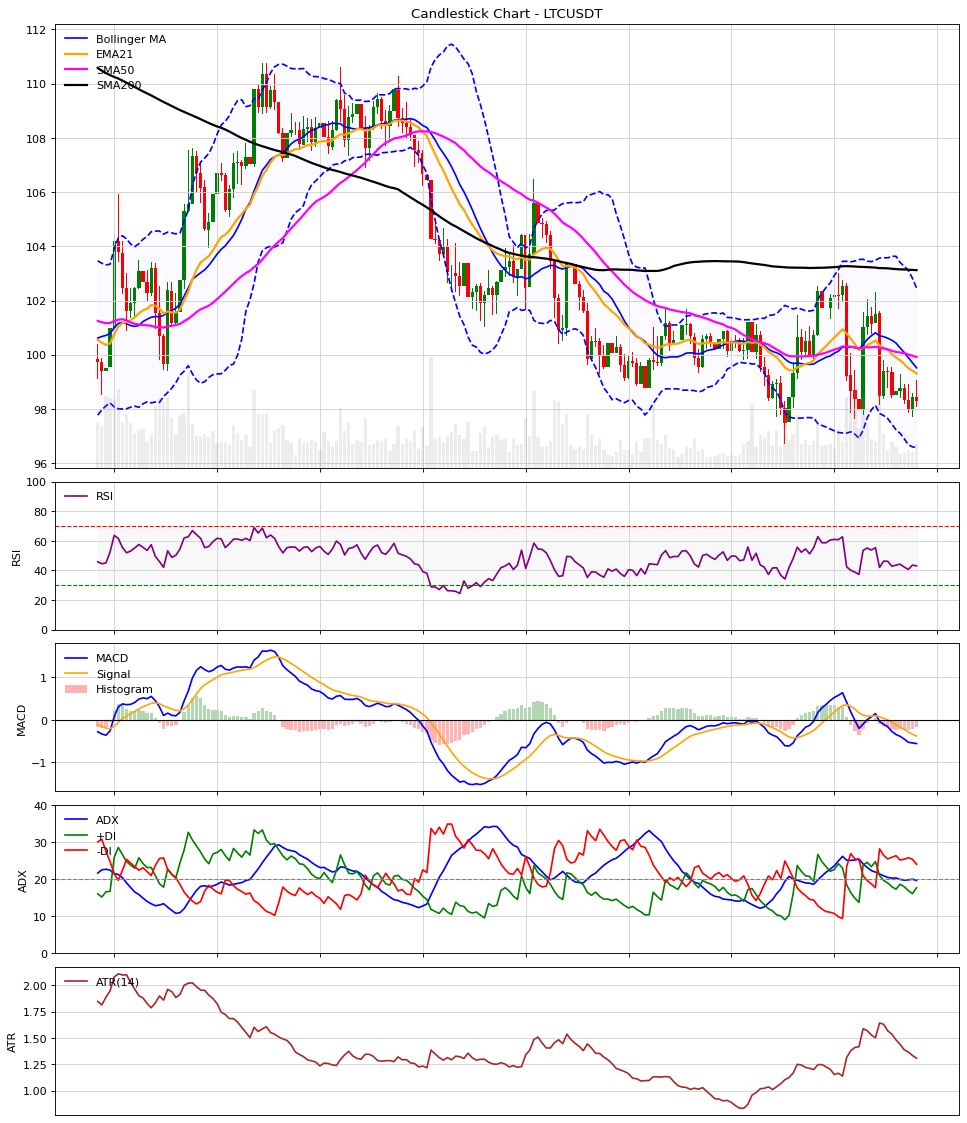 Candlestick Chart - LTCUSDT
112
110
108
106
104
102
100
98
96
Bollinger MA
EMA21
SMA50
SMA200
100
80
60
40
20
0
RSI
RSI
1
0
−1
MACD
MACD
Signal
Histogram
40
30
20
10
0
ADX
ADX
+DI
-DI
2.00
1.75
1.50
1.25
1.00
ATR
ATR(14)